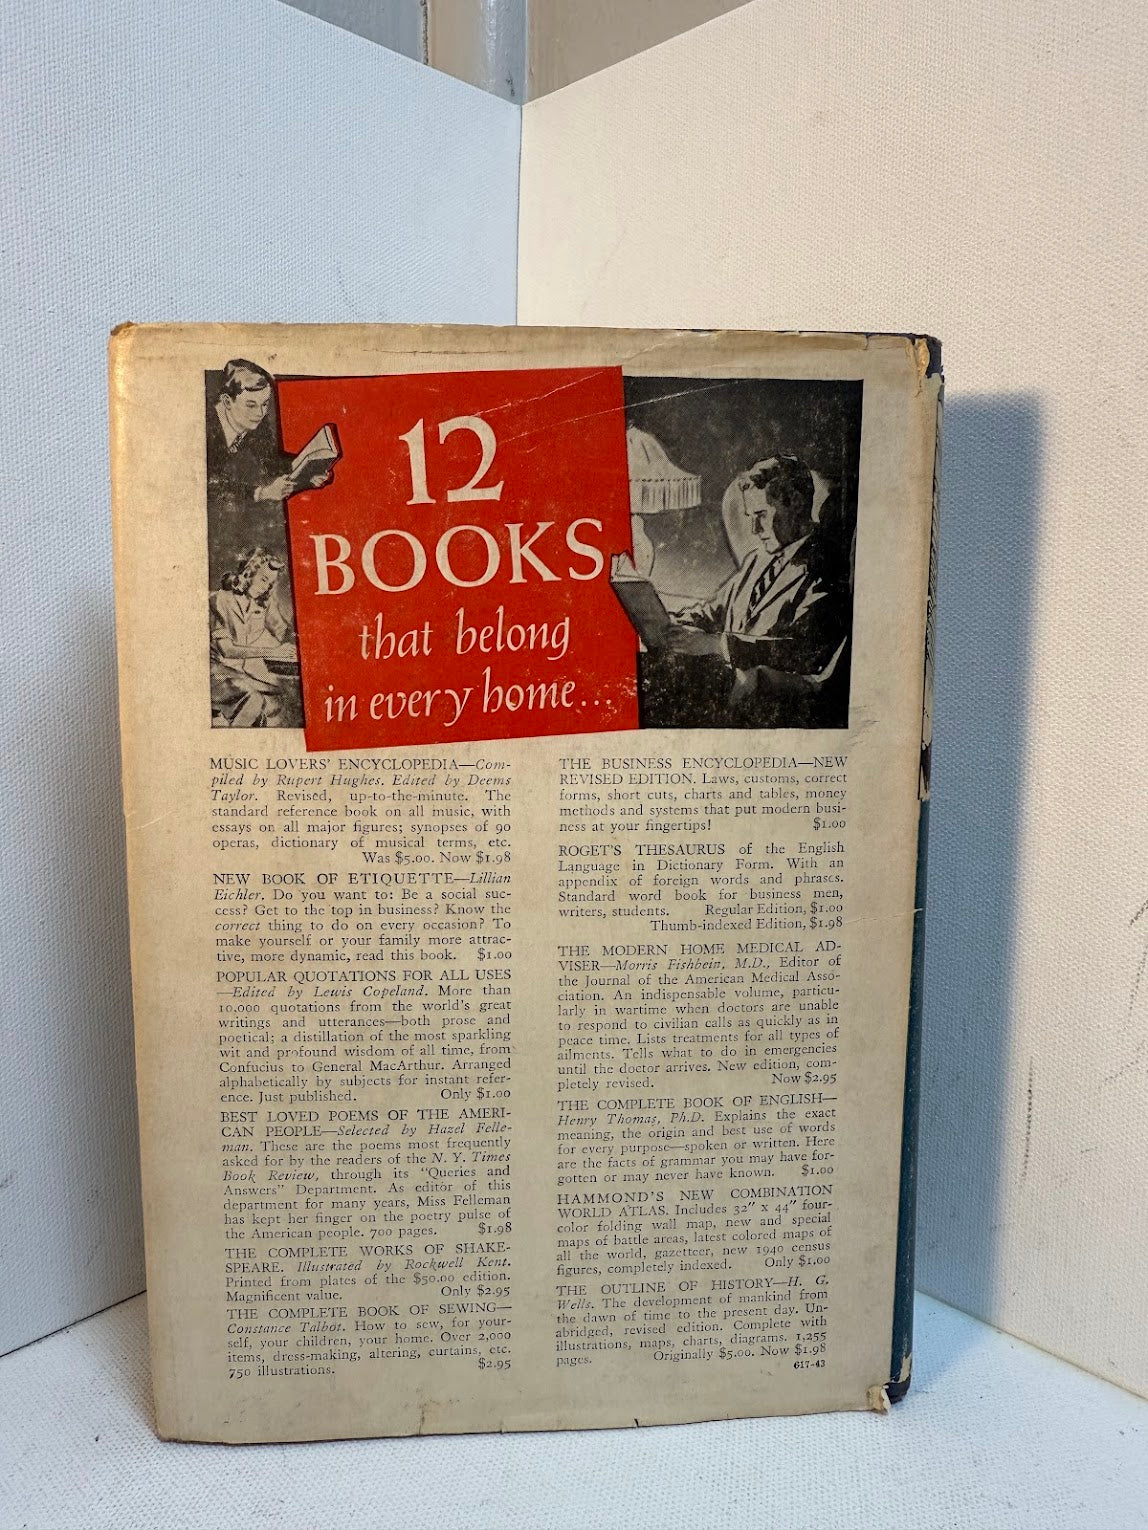 12
BOOKS
that belong
in every home...
MUSIC LOVERS' ENCYCLOPEDIA—Com-
piled by Rupert Hughes. Edited by Deems
Taylor. Revised, up-to-the-minute. The
standard reference book on all music, with
essays on all major figures; synopses of 90
operas, dictionary of musical terms, etc.
Was $5.00. Now $1.98
NEW BOOK OF ETIQUETTE—Lillian
Eichler. Do you want to: Be a social suc-
cess? Get to the top in business? Know the
correct thing to do on every occasion? To
make yourself or your family more attrac-
tive, more dynamic, read this book. $1.00
POPULAR QUOTATIONS FOR ALL USES
—Edited by Lewis Copeland. More than
10,000 quotations from the world's great
writings and utterances—both prose and
poetical; a distillation of the most sparkling
wit and profound wisdom of all time, from
Confucius to General MacArthur. Arranged
alphabetically by subjects for instant refer-
ence. Just published. Only $1.00
BEST LOVED POEMS OF THE AMERI-
CAN PEOPLE—Selected by Hazel Felle-
man. These are the poems most frequently
asked for by the readers of the N. Y. Times
Book Review, through its "Queries and
Answers" Department. As editor of this
department for many years, Miss Felleman
has kept her finger on the poetry pulse of
the American people. 700 pages. $1.98
THE COMPLETE WORKS OF SHAKE-
SPEARE. Illustrated by Rockwell Kent.
Printed from plates of the $50.00 edition.
Magnificent value. Only $2.95
THE COMPLETE BOOK OF SEWING—
Constance Talbot. How to sew, for your-
self, your children, your home. Over 2,000
items, dress-making, altering, curtains, etc.
750 illustrations. $2.95
THE BUSINESS ENCYCLOPEDIA—NEW
REVISED EDITION. Laws, customs, correct
forms, short cuts, charts and tables, money
methods and systems that put modern busi-
ness at your fingertips! $1.00
ROGET'S THESAURUS of the English
Language in Dictionary Form. With an
appendix of foreign words and phrases.
Standard word book for business men,
writers, students. Regular Edition, $1.00
Thumb-indexed Edition, $1.98
THE MODERN HOME MEDICAL AD-
VISER—Morris Fishbein, M.D., Editor of
the Journal of the American Medical Asso-
ciation. An indispensable volume, particu-
larly in wartime when doctors are unable
to respond to civilian calls as quickly as in
peace time. Lists treatments for all types of
ailments. Tells what to do in emergencies
until the doctor arrives. New edition, com-
pletely revised. Now $2.95
THE COMPLETE BOOK OF ENGLISH—
Henry Thomas, Ph.D. Explains the exact
meaning, the origin and best use of words
for every purpose—spoken or written. Here
are the facts of grammar you may have for-
gotten or may never have known. $1.00
HAMMOND'S NEW COMBINATION
WORLD ATLAS. Includes 32" x 44" four-
color folding wall map, new and special
maps of battle areas, latest colored maps of
all the world, gazetteer, new 1940 census
figures, completely indexed. Only $1.00
THE OUTLINE OF HISTORY—H. G.
Wells. The development of mankind from
the dawn of time to the present day. Un-
abridged, revised edition. Complete with
illustrations, maps, charts, diagrams. 1,255
pages. Originally $5.00. Now $1.98
617-43